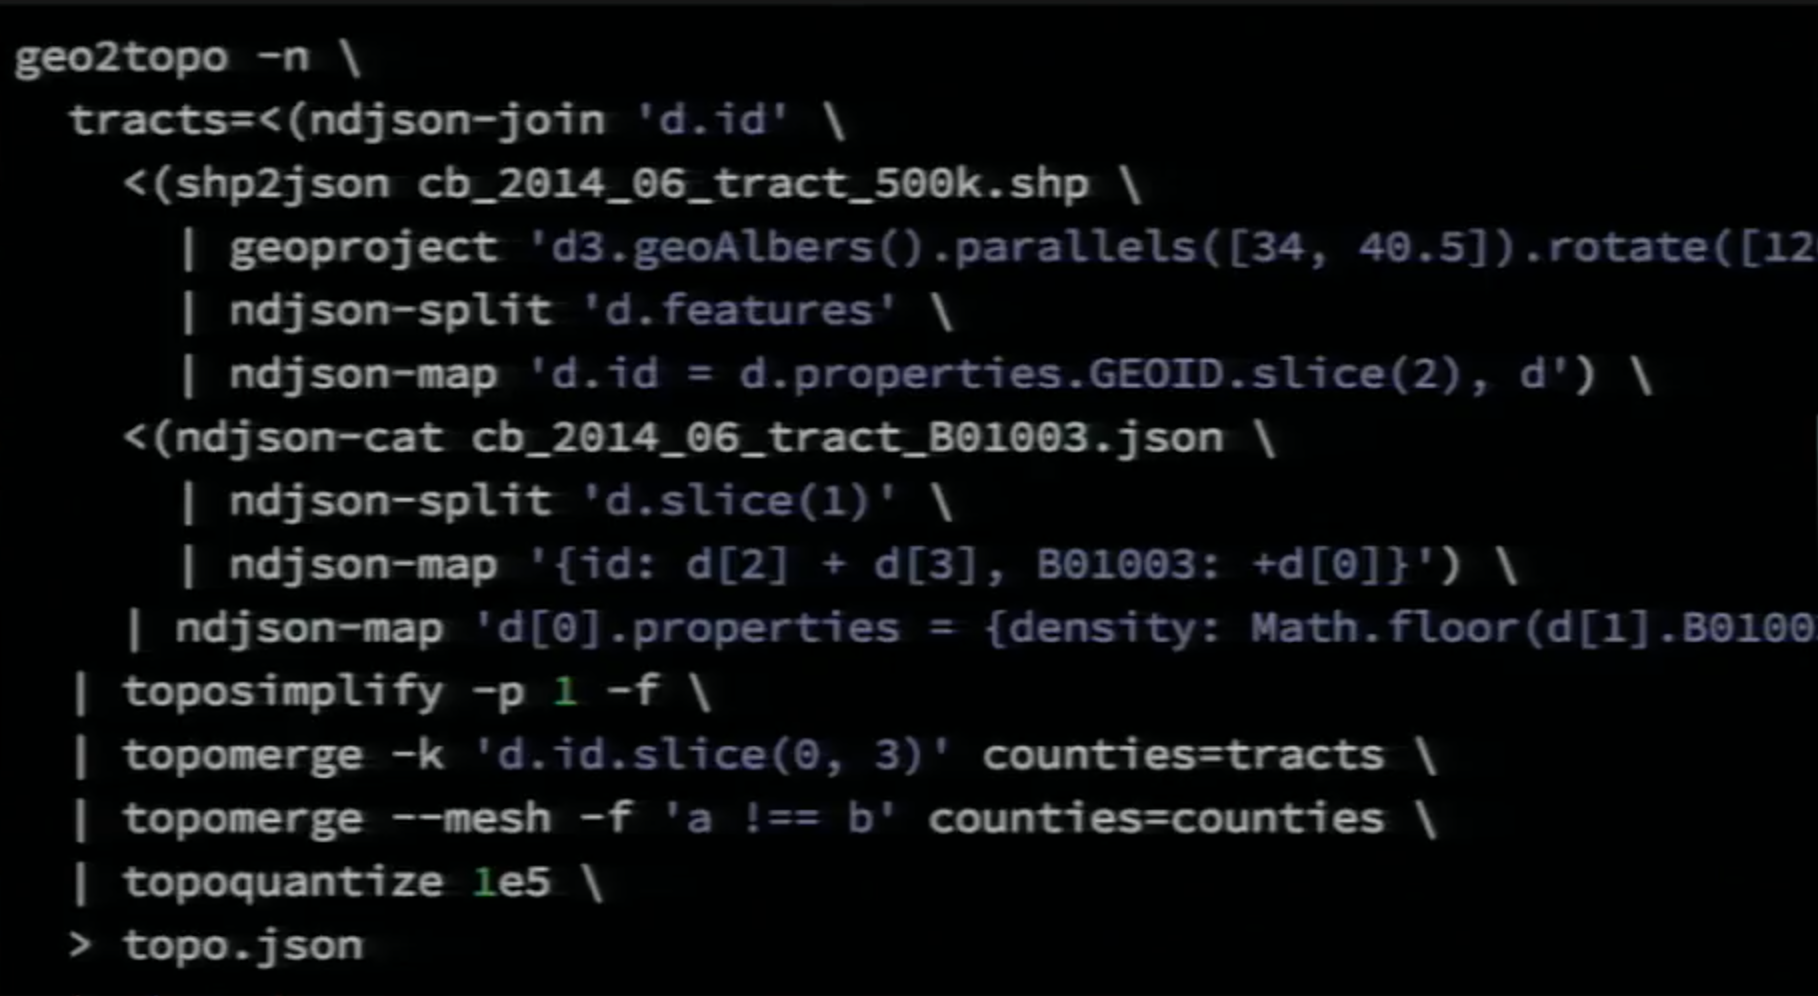 geo2topo -n \
tracts=<(ndjson-join 'd.id' \
<(shp2json cb_2014_06_tract_500k.shp \
| geoproject 'd3.geoAlbers().parallels([34, 40.5]).rotate([12
| ndjson-split 'd.features' \
| ndjson-map 'd.id = d.properties.GEOID.slice(2), d') \
<(ndjson-cat cb_2014_06_tract_B01003.json \
| ndjson-split 'd.slice(1)' \
| ndjson-map '{id: d[2] + d[3], B01003: +d[0]}') \
| ndjson-map 'd[0].properties = {density: Math.floor(d[1].B0100
| toposimplify -p 1 -f \
| topomerge -k 'd.id.slice(0, 3)' counties=tracts \
| topomerge --mesh -f 'a !== b' counties=counties \
| topoquantize 1e5 \
> topo.json